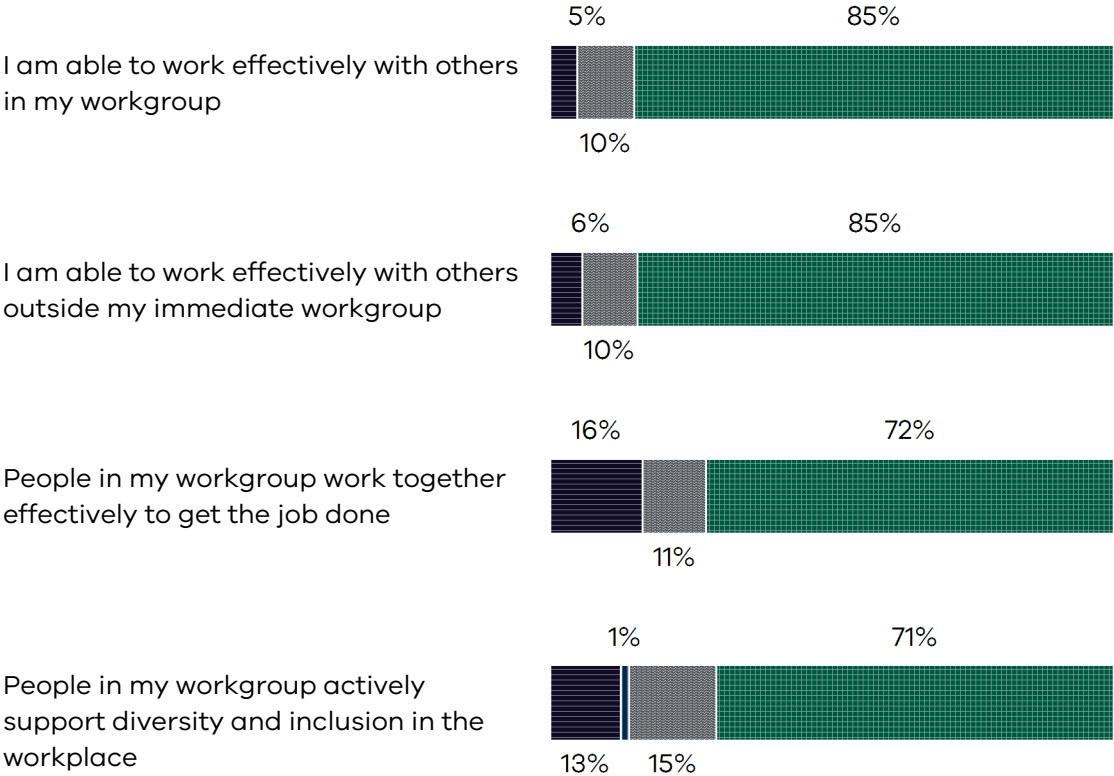 5% 85%
I am able to work effectively with others
in my workgroup
10%
6% 85%
I am able to work effectively with others
outside my immediate workgroup
10%
16% 72%
People in my workgroup work together
effectively to get the job done
11%
1% 71%
People in my workgroup actively
support diversity and inclusion in the
workplace
13% 15%